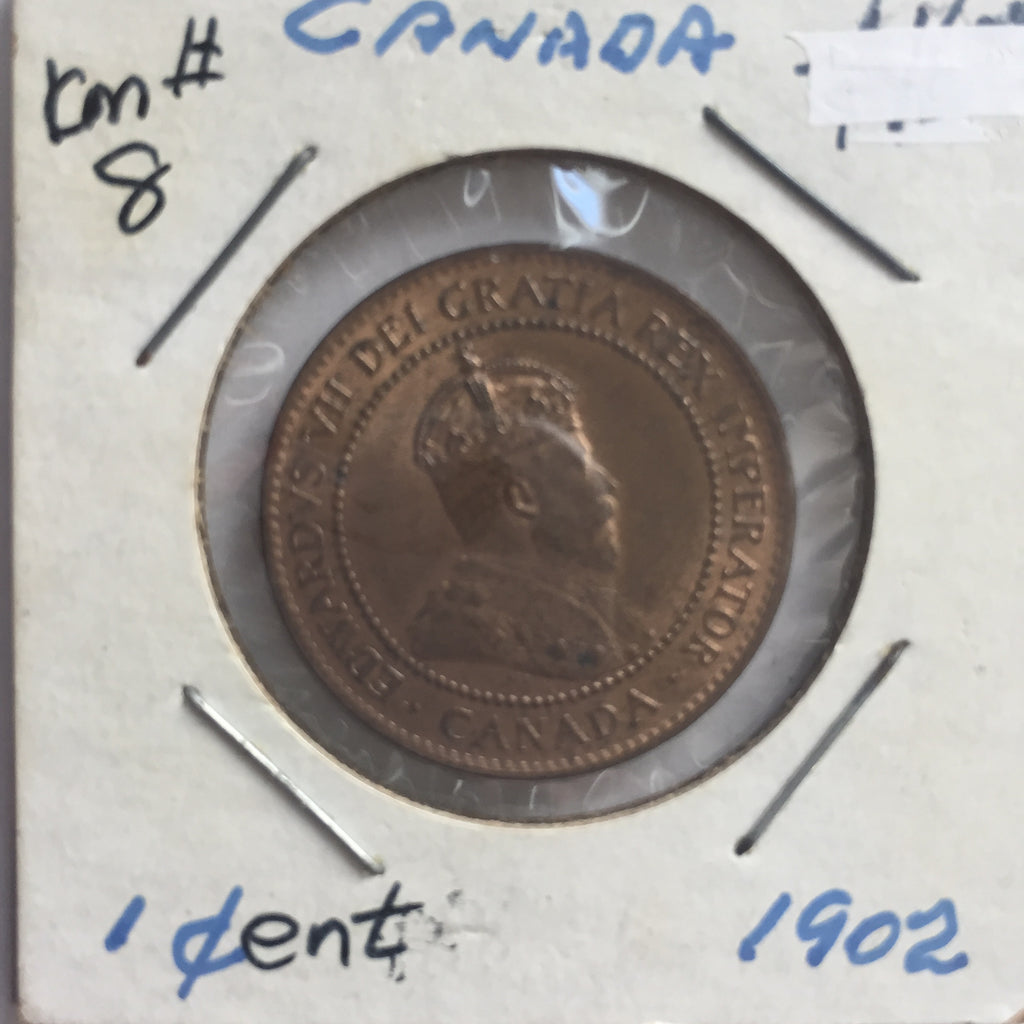 CANADA
Km #
8
EDWARDVS VII DEI GRATIA REX IMPERATOR
CANADA
1 ¢ent
1902